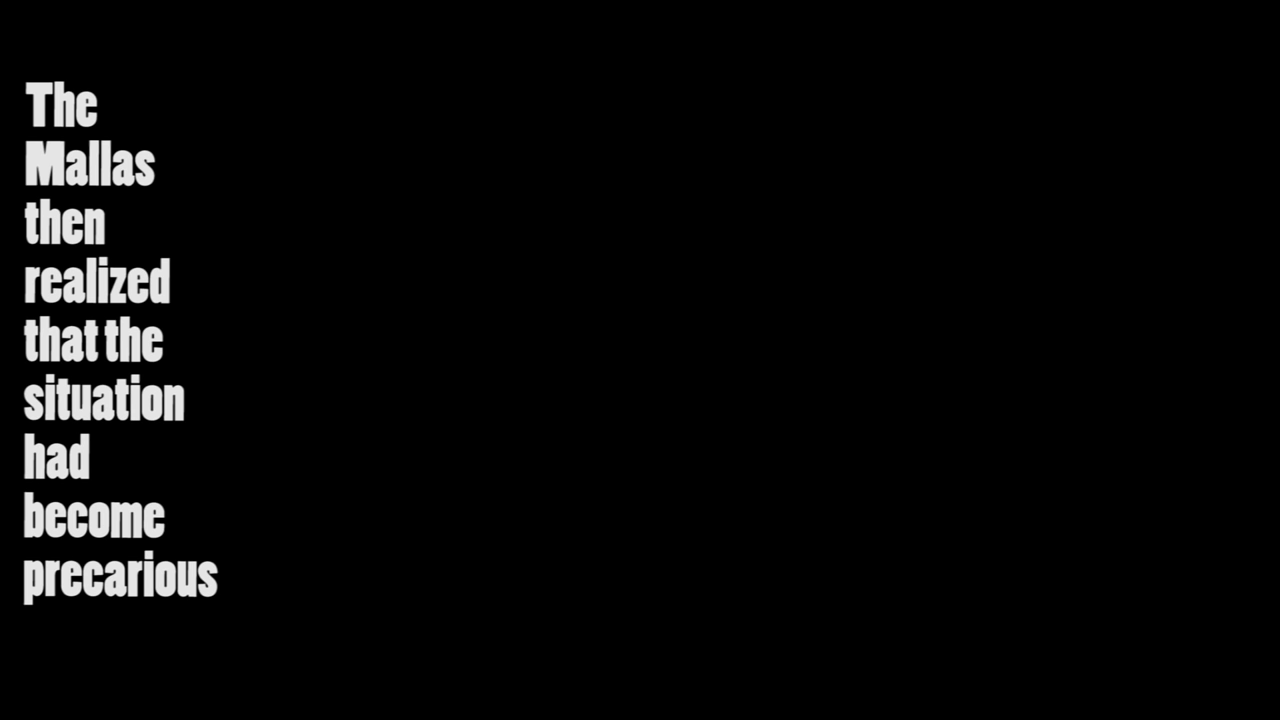 The
Mallas
then
realized
that the
situation
had
become
precarious